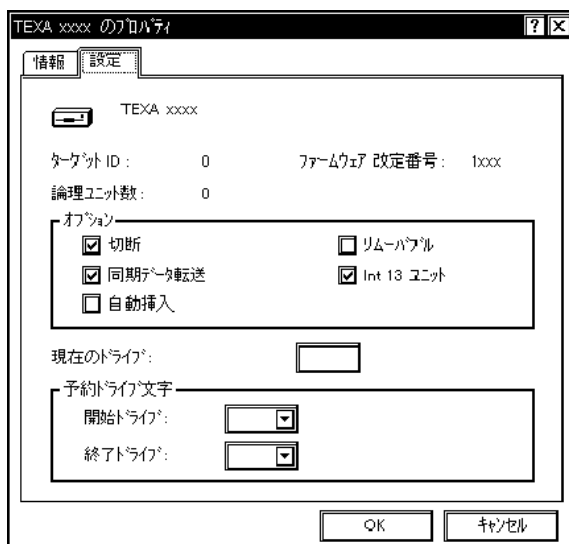 TEXA xxxx のﾌﾟﾛﾊﾟﾃｨ
情報 設定
TEXA xxxx
ﾀｰｹﾞｯﾄ ID : 0 ﾌｧｰﾑｳｪｱ 改定番号 : 1xxx
論理ﾕﾆｯﾄ数 : 0
ｵﾌﾟｼｮﾝ
切断 ﾘﾑｰﾊﾞﾌﾞﾙ
同期ﾃﾞｰﾀ転送 Int 13 ﾕﾆｯﾄ
自動挿入
現在のﾄﾞﾗｲﾌﾞ:
予約ﾄﾞﾗｲﾌﾞ文字
開始ﾄﾞﾗｲﾌﾞ:
終了ﾄﾞﾗｲﾌﾞ:
OK ｷｬﾝｾﾙ